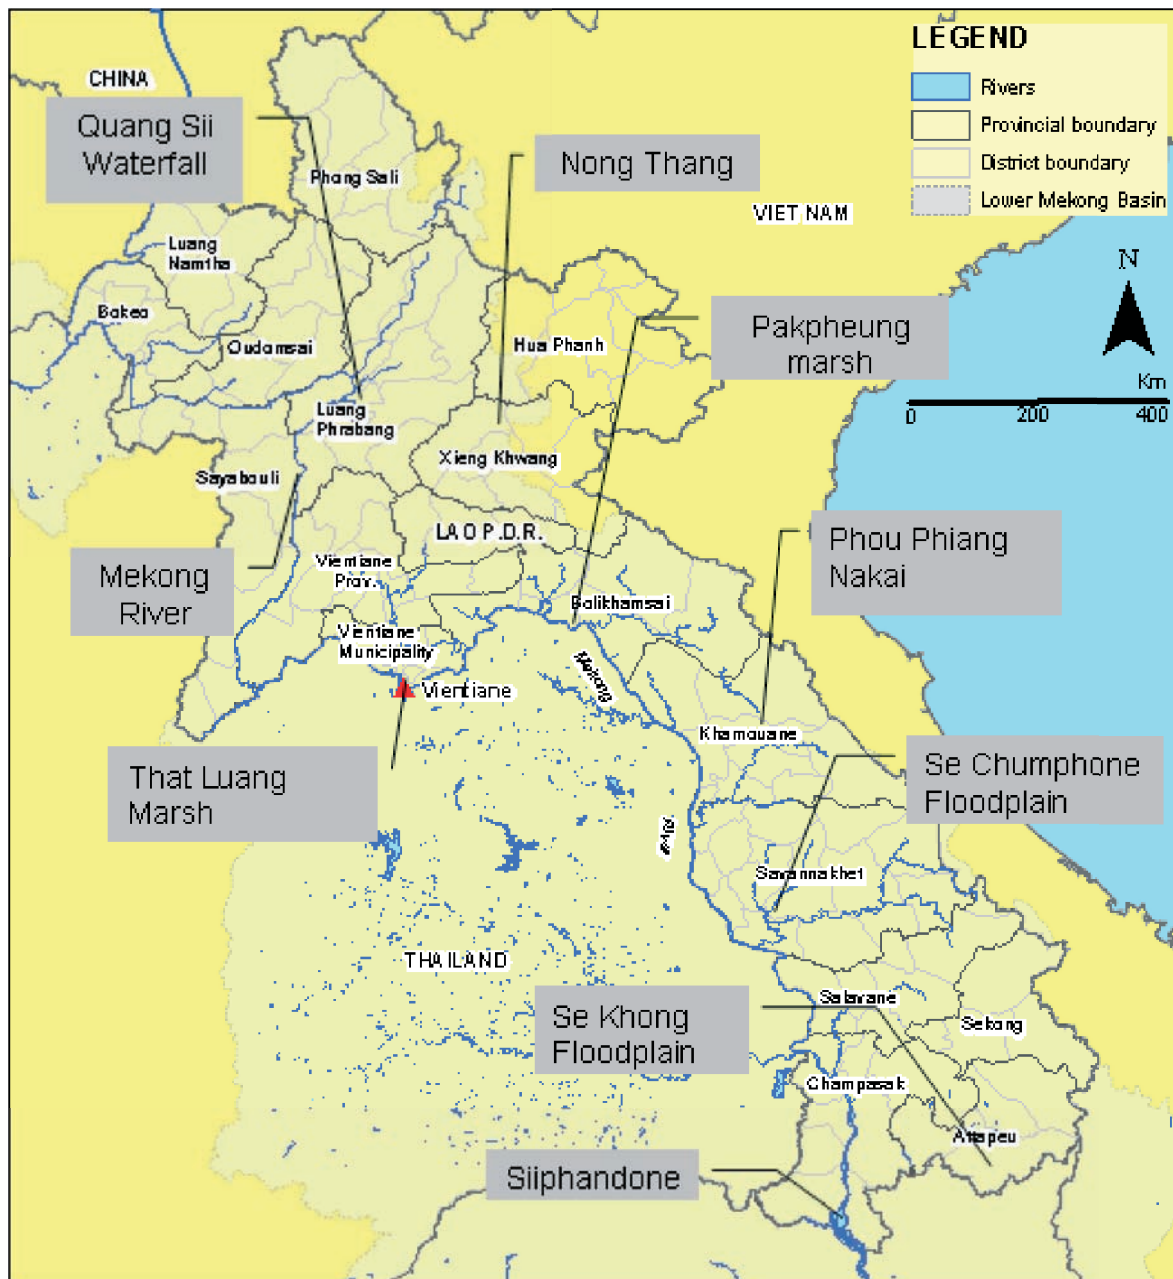 LEGEND
Rivers
Provincial boundary
District boundary
Lower Mekong Basin
CHINA
Quang Sii
Waterfall
Nong Thang
Phong Sali
VIET NAM
Luang
Namtha
N
Bokeo
Pakpheung
marsh
Oudomsai
Hua Phanh
Km
0 200 400
Luang
Phrabang
Xieng Khwang
Sayabouli
LAO P.D.R.
Phou Phiang
Nakai
Mekong
River
Vientiane
Prov.
Bolikhamsai
Vientiane
Municipality
Mekong
Vientiane
Khamouane
That Luang
Marsh
Se Chumphone
Floodplain
River
Savannakhet
THAILAND
Salavane
Se Khong
Floodplain
Sekong
Champasak
Attapeu
Siiphandone